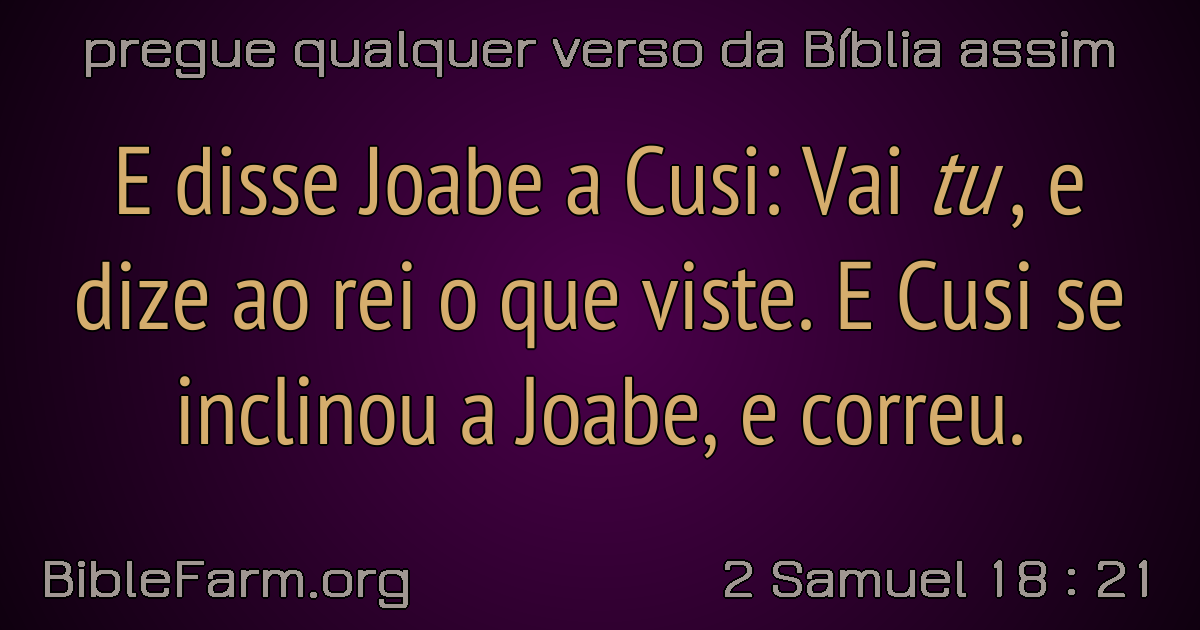 pregue qualquer verso da Bíblia assim
E disse Joabe a Cusi: Vai tu, e
dize ao rei o que viste. E Cusi se
inclinou a Joabe, e correu.
BibleFarm.org
2 Samuel 18 : 21